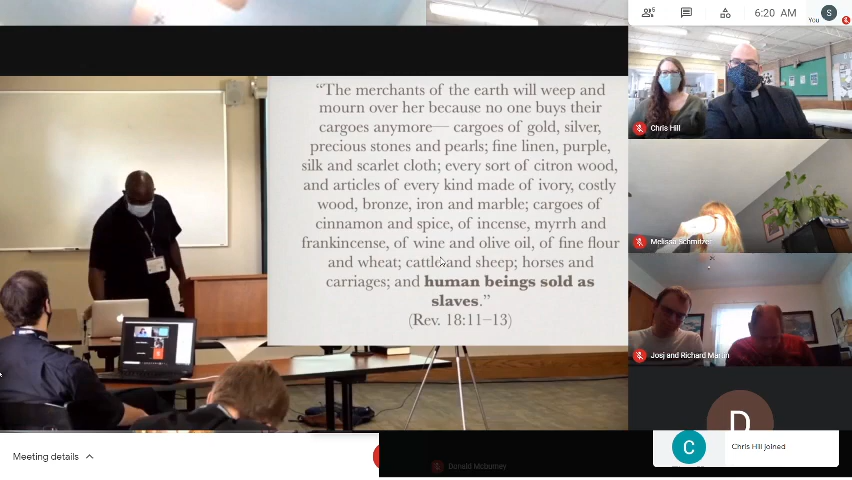 6:20 AM
You
S
"The merchants of the earth will weep and
mourn over her because no one buys their
cargoes anymore— cargoes of gold, silver,
precious stones and pearls; fine linen, purple,
silk and scarlet cloth; every sort of citron wood,
and articles of every kind made of ivory, costly
wood, bronze, iron and marble; cargoes of
cinnamon and spice, of incense, myrrh and
frankincense, of wine and olive oil, of fine flour
and wheat; cattle and sheep; horses and
carriages; and human beings sold as
slaves."
(Rev. 18:11–13)
Chris Hill
Melissa Schmitzer
Josj and Richard Martin
D
C
Chris Hill joined
Meeting details
Donald Mcburney